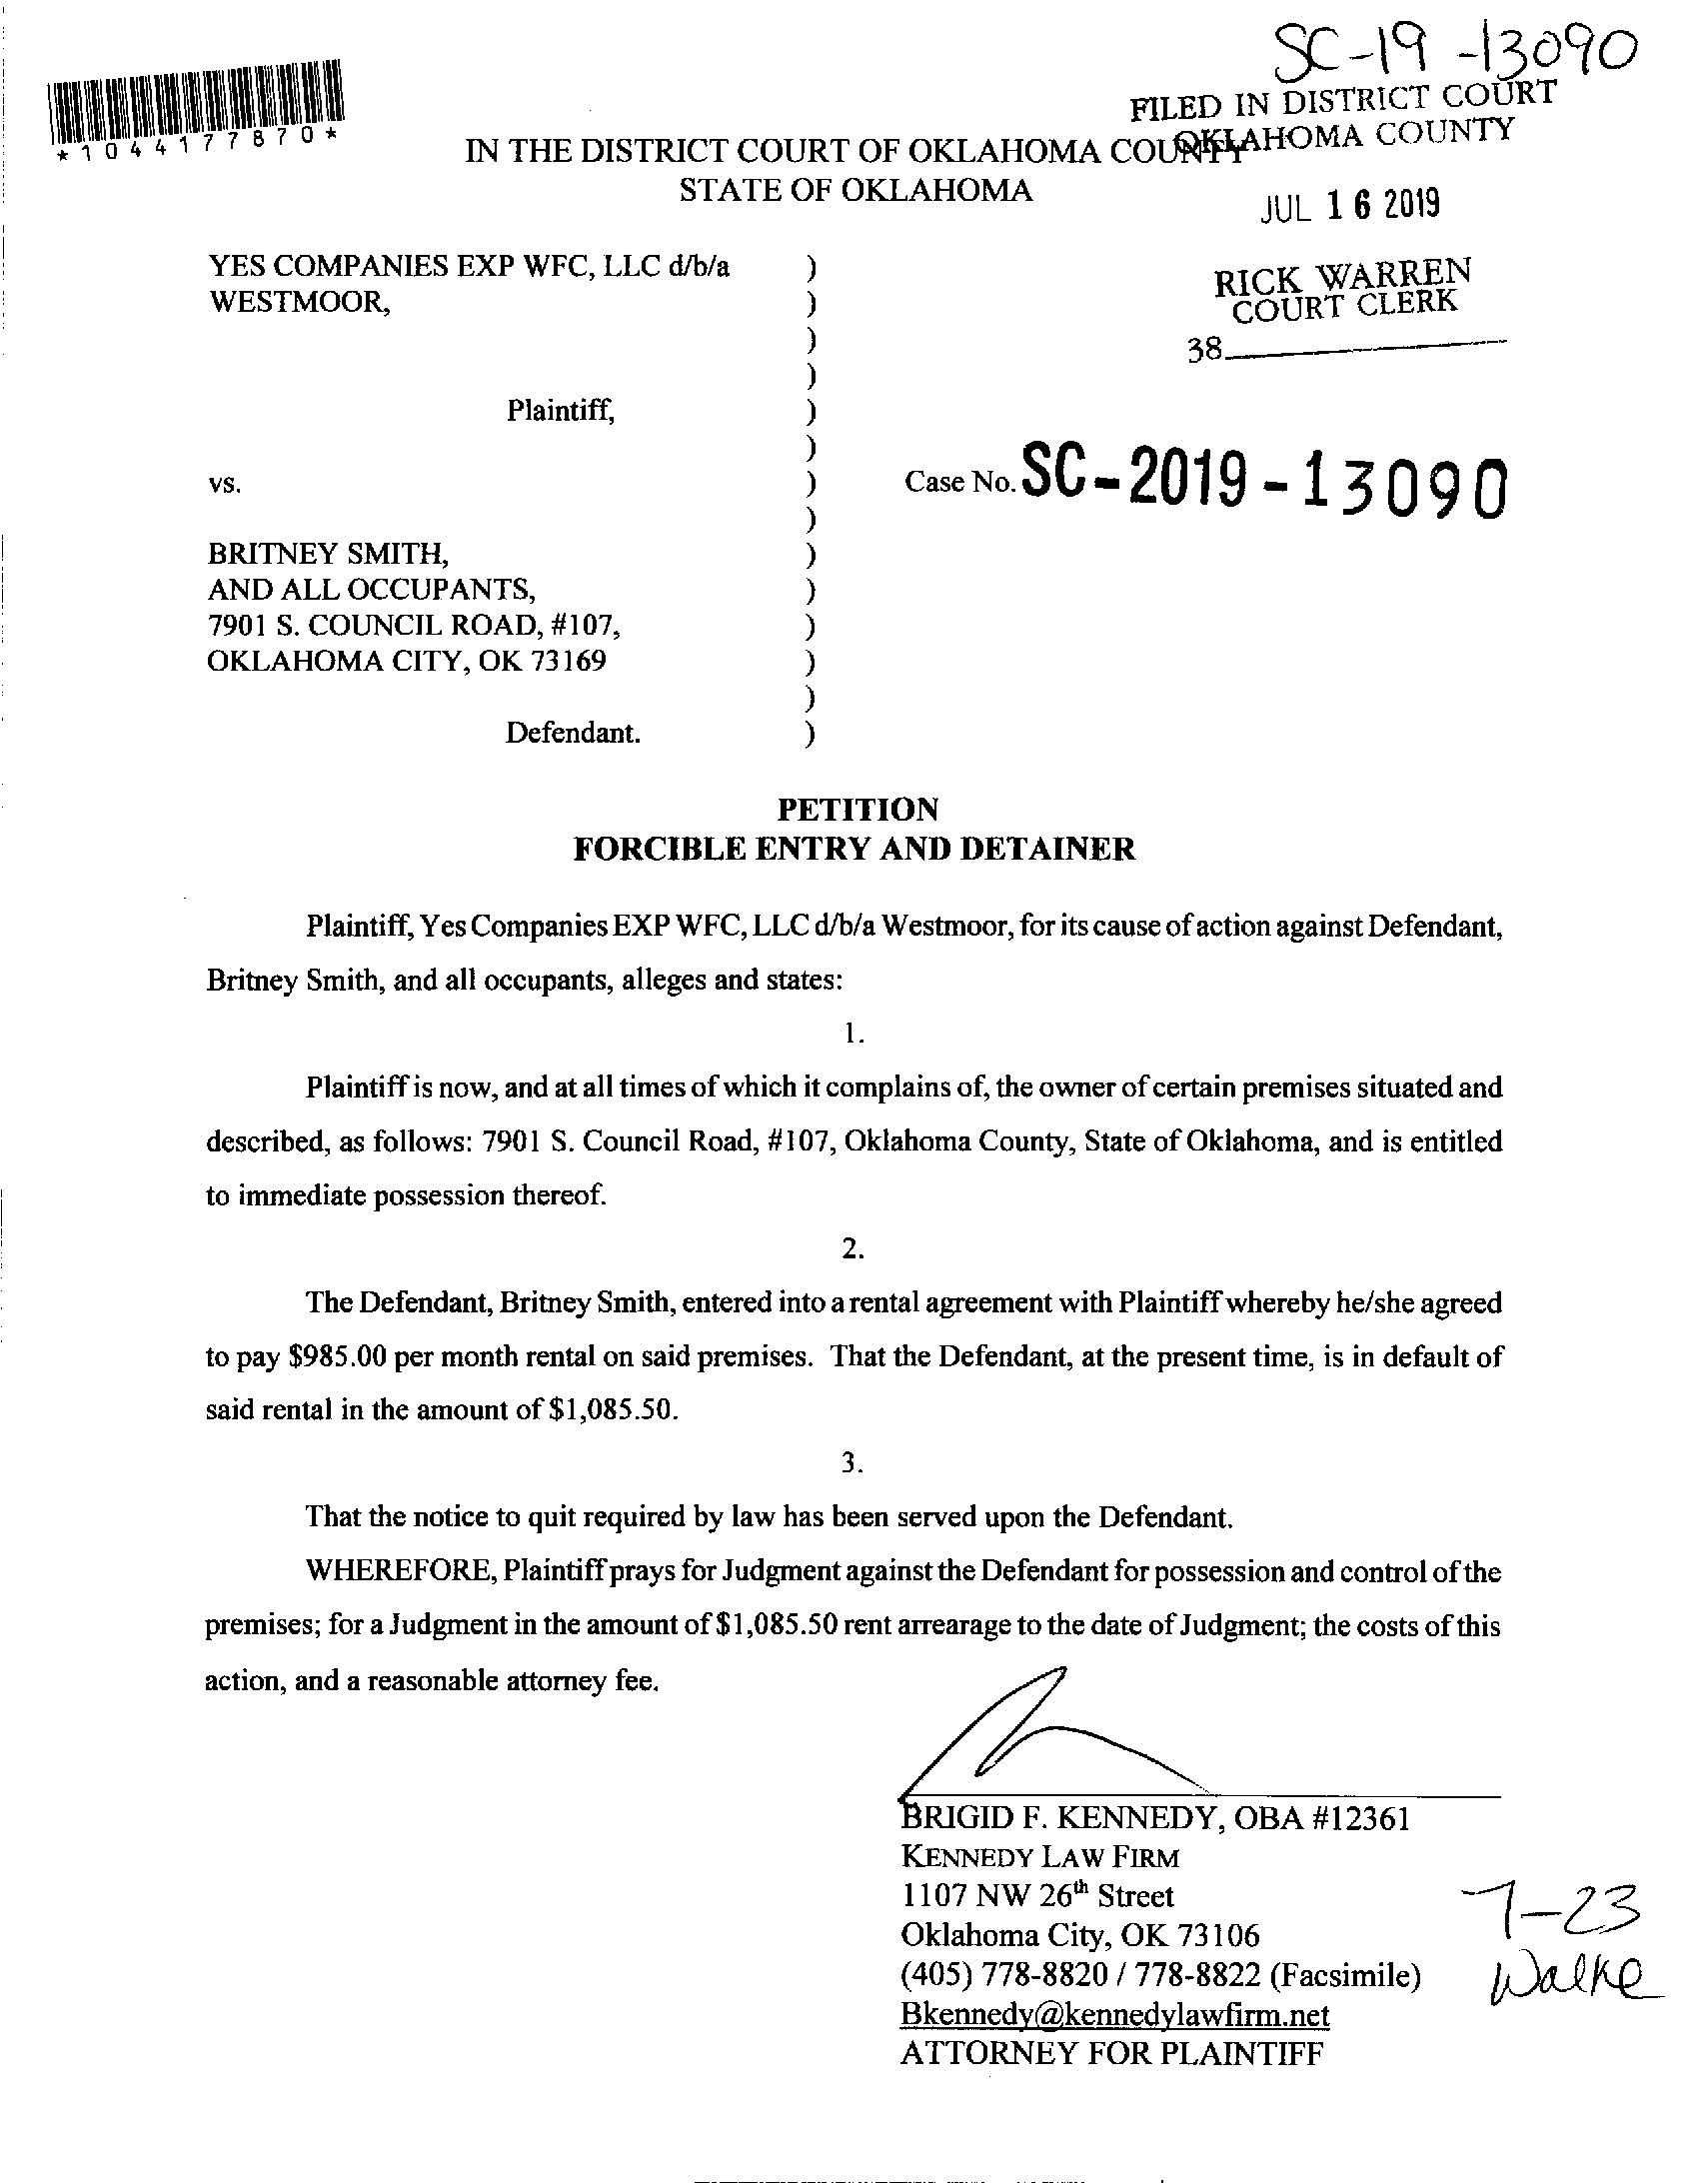 SC-19-13090
*1044177870*
FILED IN DISTRICT COURT
OKLAHOMA COUNTY
IN THE DISTRICT COURT OF OKLAHOMA COUNTY
STATE OF OKLAHOMA
JUL 16 2019
YES COMPANIES EXP WFC, LLC d/b/a )
WESTMOOR, )
)
)
RICK WARREN
COURT CLERK
38
Plaintiff, )
)
vs. ) Case No. SC-2019-13090
)
BRITNEY SMITH, )
AND ALL OCCUPANTS, )
7901 S. COUNCIL ROAD, #107, )
OKLAHOMA CITY, OK 73169 )
)
Defendant. )
PETITION
FORCIBLE ENTRY AND DETAINER
Plaintiff, Yes Companies EXP WFC, LLC d/b/a Westmoor, for its cause of action against Defendant,
Britney Smith, and all occupants, alleges and states:
1.
Plaintiff is now, and at all times of which it complains of, the owner of certain premises situated and
described, as follows: 7901 S. Council Road, #107, Oklahoma County, State of Oklahoma, and is entitled
to immediate possession thereof.
2.
The Defendant, Britney Smith, entered into a rental agreement with Plaintiff whereby he/she agreed
to pay $985.00 per month rental on said premises. That the Defendant, at the present time, is in default of
said rental in the amount of $1,085.50.
3.
That the notice to quit required by law has been served upon the Defendant.
WHEREFORE, Plaintiff prays for Judgment against the Defendant for possession and control of the
premises; for a Judgment in the amount of $1,085.50 rent arrearage to the date of Judgment; the costs of this
action, and a reasonable attorney fee.
BRIGID F. KENNEDY, OBA #12361
KENNEDY LAW FIRM
1107 NW 26th Street
Oklahoma City, OK 73106
(405) 778-8820 / 778-8822 (Facsimile)
Bkennedy@kennedylawfirm.net
ATTORNEY FOR PLAINTIFF
7-23
Walke